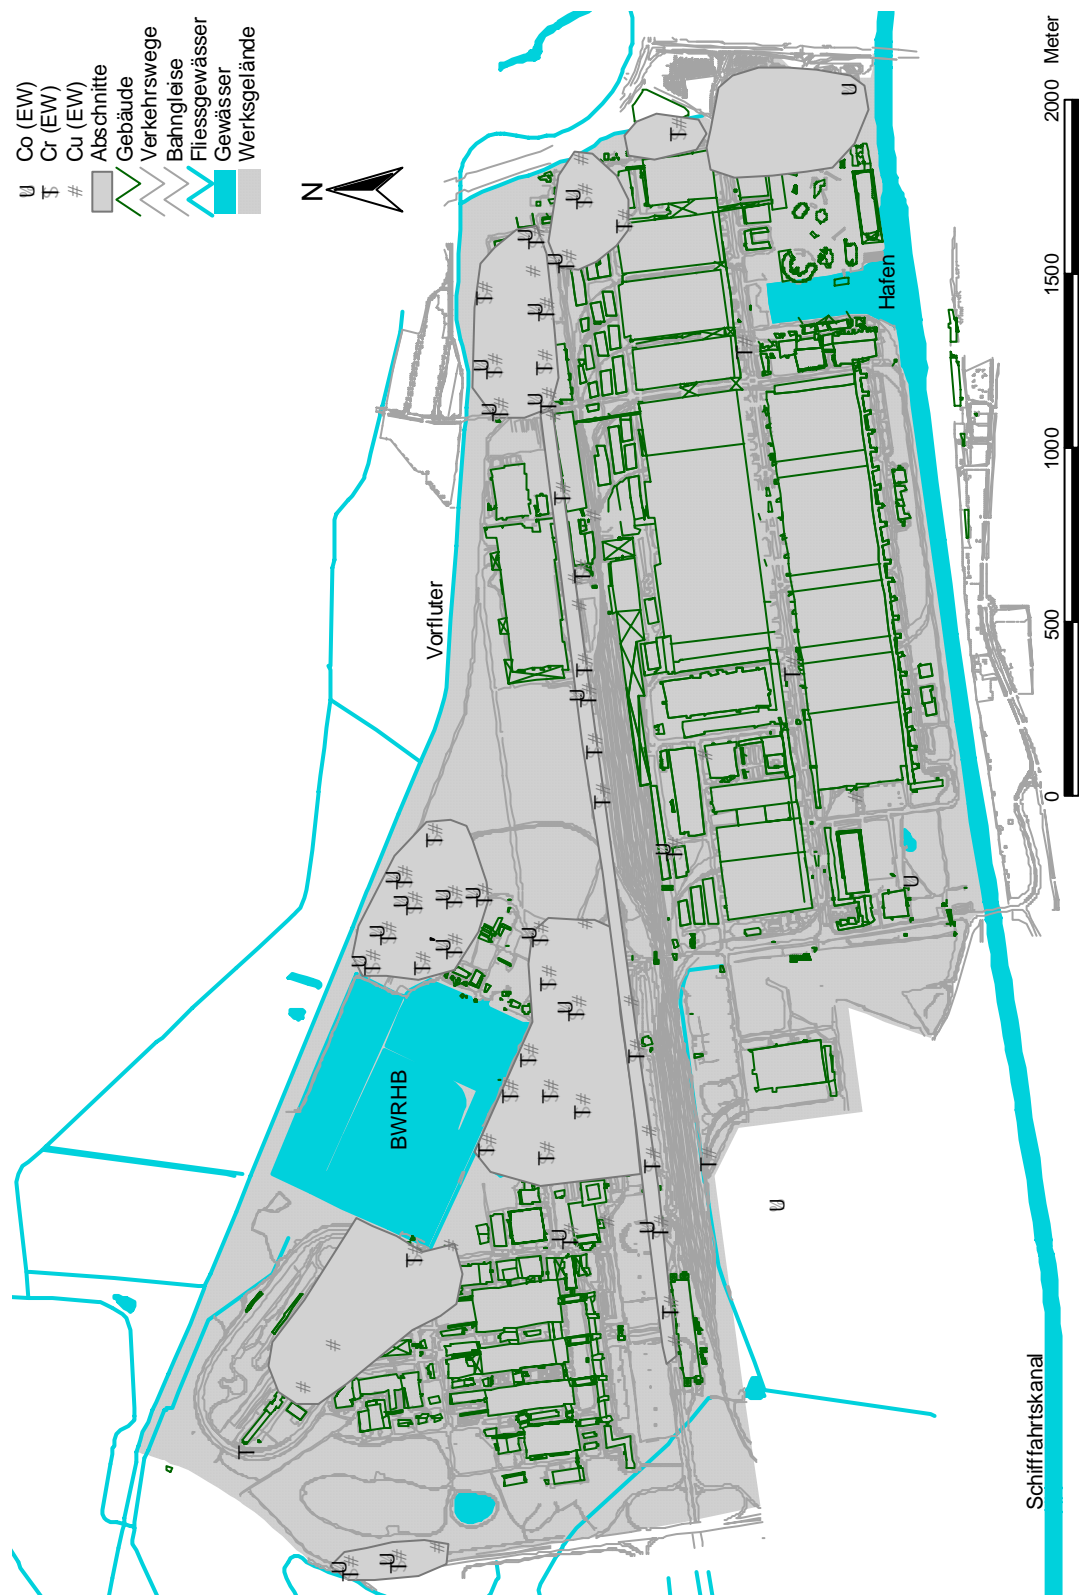 Co (EW)
Cr (EW)
Cu (EW)
Abschnitte
Gebäude
Verkehrswege
Bahngleise
Fliessgewässer
Gewässer
Werksgelände
N
Vorfluter
BWRHB
Hafen
Schifffahrtskanal
0 500 1000 1500 2000 Meter